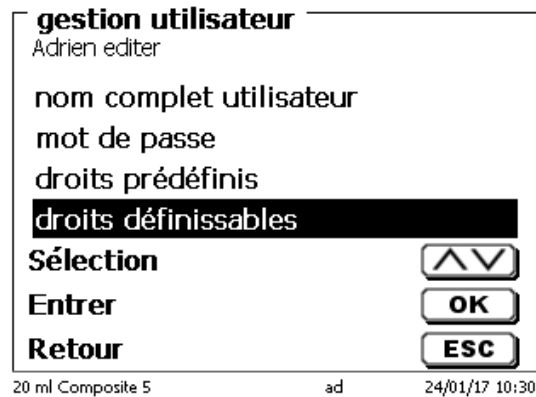 gestion utilisateur
Adrien editer
nom complet utilisateur
mot de passe
droits prédéfinis
droits définissables
Sélection
Entrer OK
Retour ESC
20 ml Composite 5 ad 24/01/17 10:30